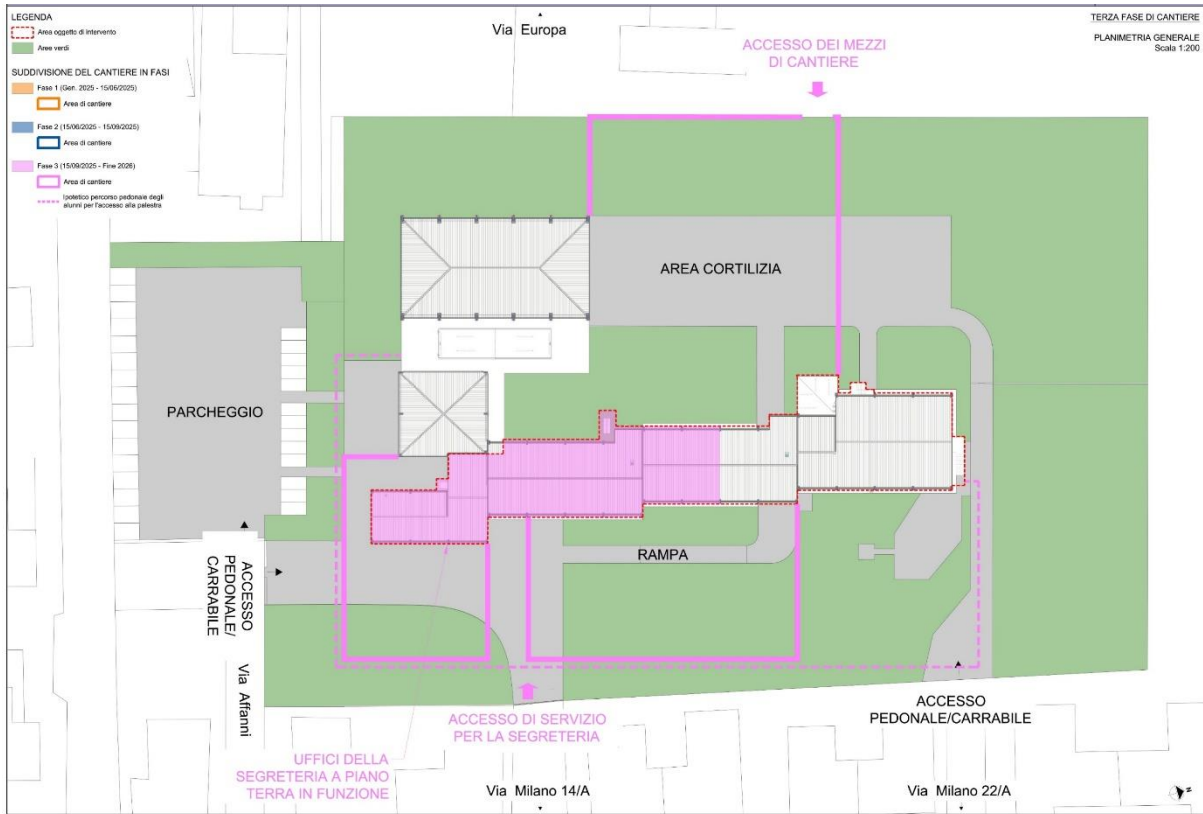 LEGENDA
Area oggetto di intervento
Aree verdi
SUDDIVISIONE DEL CANTIERE IN FASI
Fase 1 (Gen. 2025 - 15/06/2025)
Area di cantiere
Fase 2 (15/06/2025 - 15/09/2025)
Area di cantiere
Fase 3 (15/09/2025 - Fine 2026)
Area di cantiere
Ipotetico percorso pedonale degli
alunni per l'accesso alla palestra
Via Europa
TERZA FASE DI CANTIERE
PLANIMETRIA GENERALE
Scala 1:200
ACCESSO DEI MEZZI
DI CANTIERE
AREA CORTILIZIA
PARCHEGGIO
RAMPA
ACCESSO
PEDONALE/
CARRABILE
Via Affanni
ACCESSO DI SERVIZIO
PER LA SEGRETERIA
UFFICI DELLA
SEGRETERIA A PIANO
TERRA IN FUNZIONE
ACCESSO
PEDONALE/CARRABILE
Via Milano 14/A
Via Milano 22/A
N